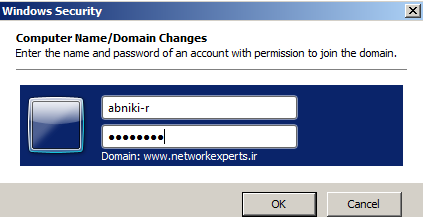 Windows Security
Computer Name/Domain Changes
Enter the name and password of an account with permission to join the domain.
abniki-r
●●●●●●●●
Domain: www.networkexperts.ir
OK
Cancel